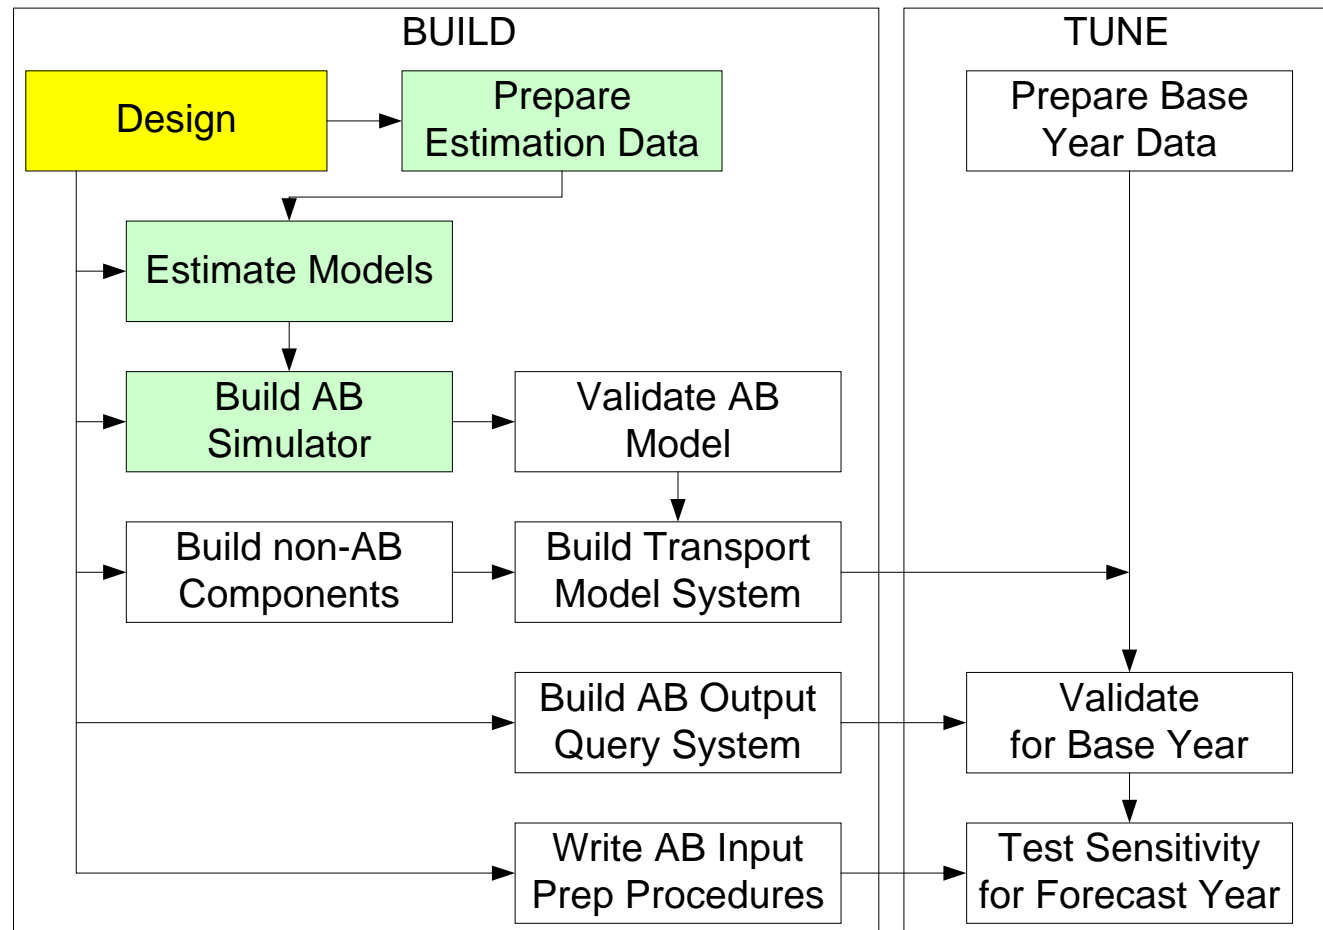 BUILD
TUNE
Design
Prepare
Estimation Data
Prepare Base
Year Data
Estimate Models
Build AB
Simulator
Validate AB
Model
Build non-AB
Components
Build Transport
Model System
Build AB Output
Query System
Validate
for Base Year
Write AB Input
Prep Procedures
Test Sensitivity
for Forecast Year